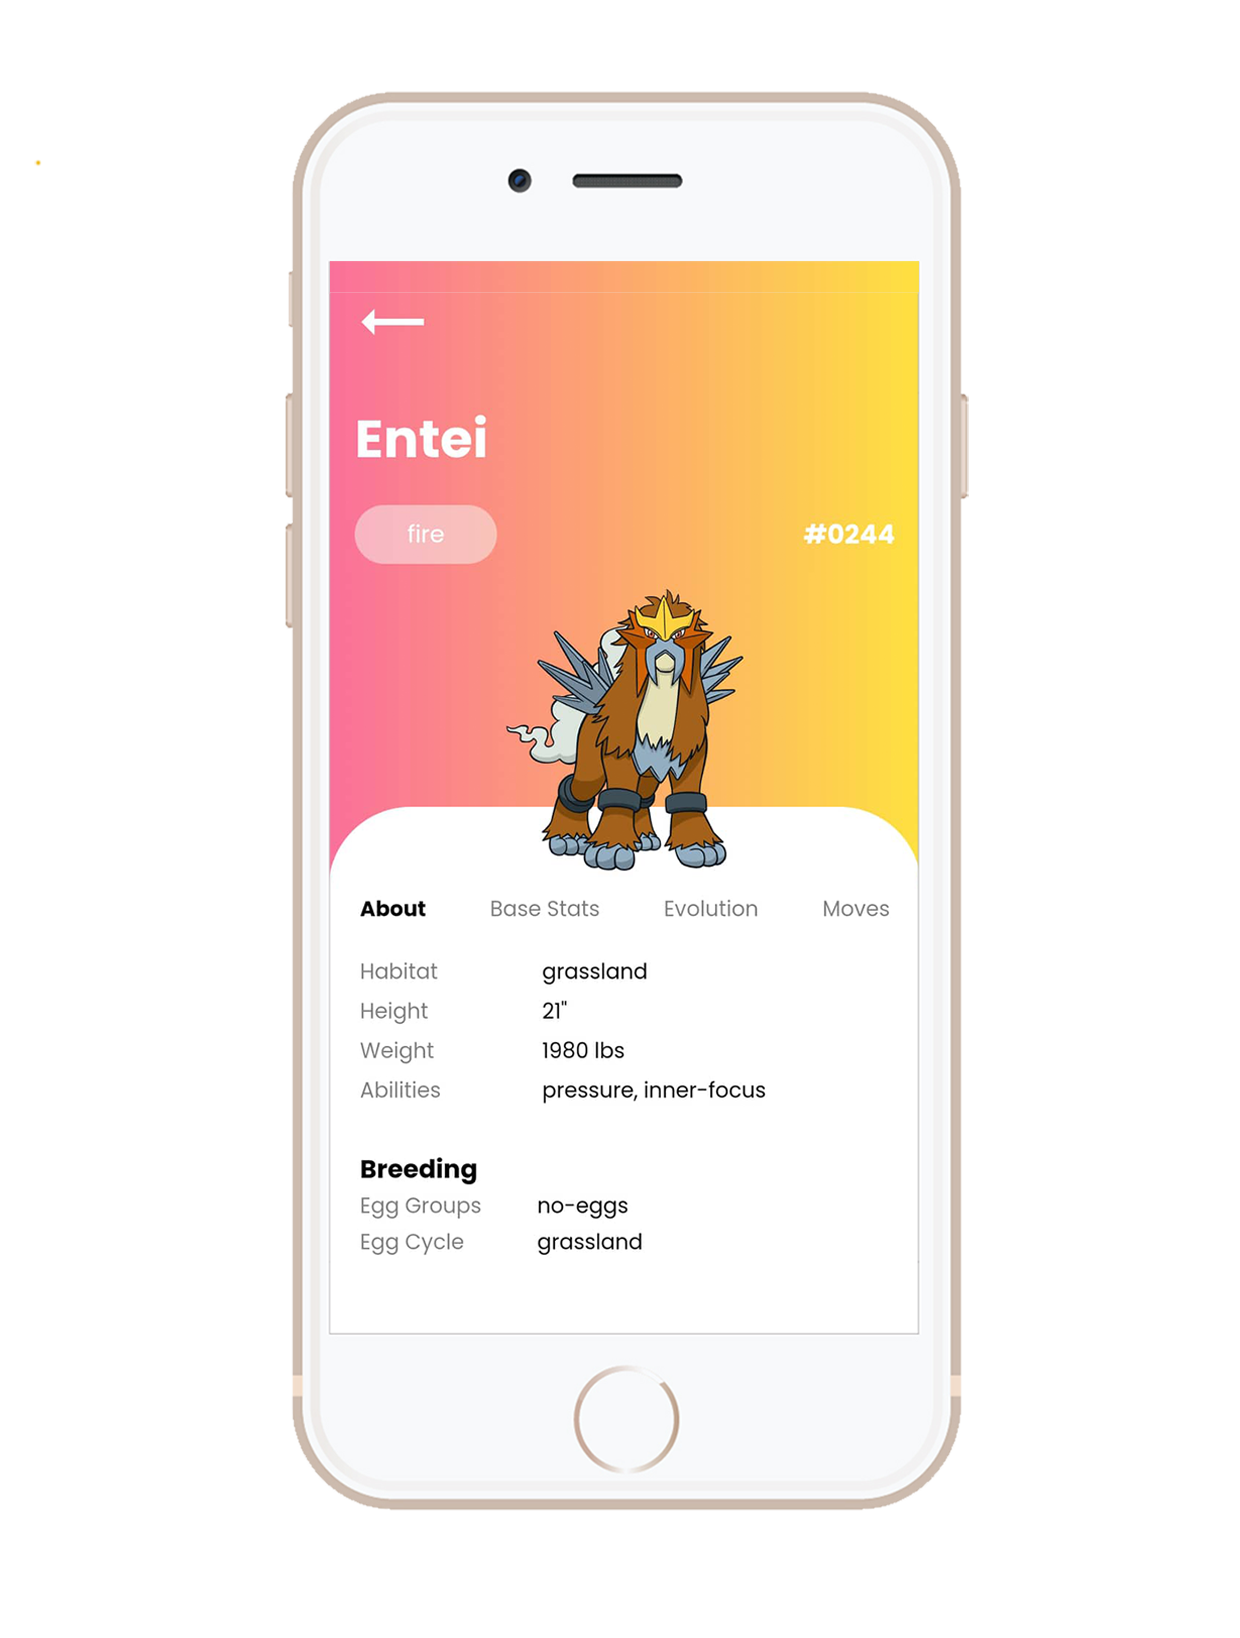 Entei
fire
#0244
About Base Stats Evolution Moves
Habitat grassland
Height 21"
Weight 1980 lbs
Abilities pressure, inner-focus
Breeding
Egg Groups no-eggs
Egg Cycle grassland